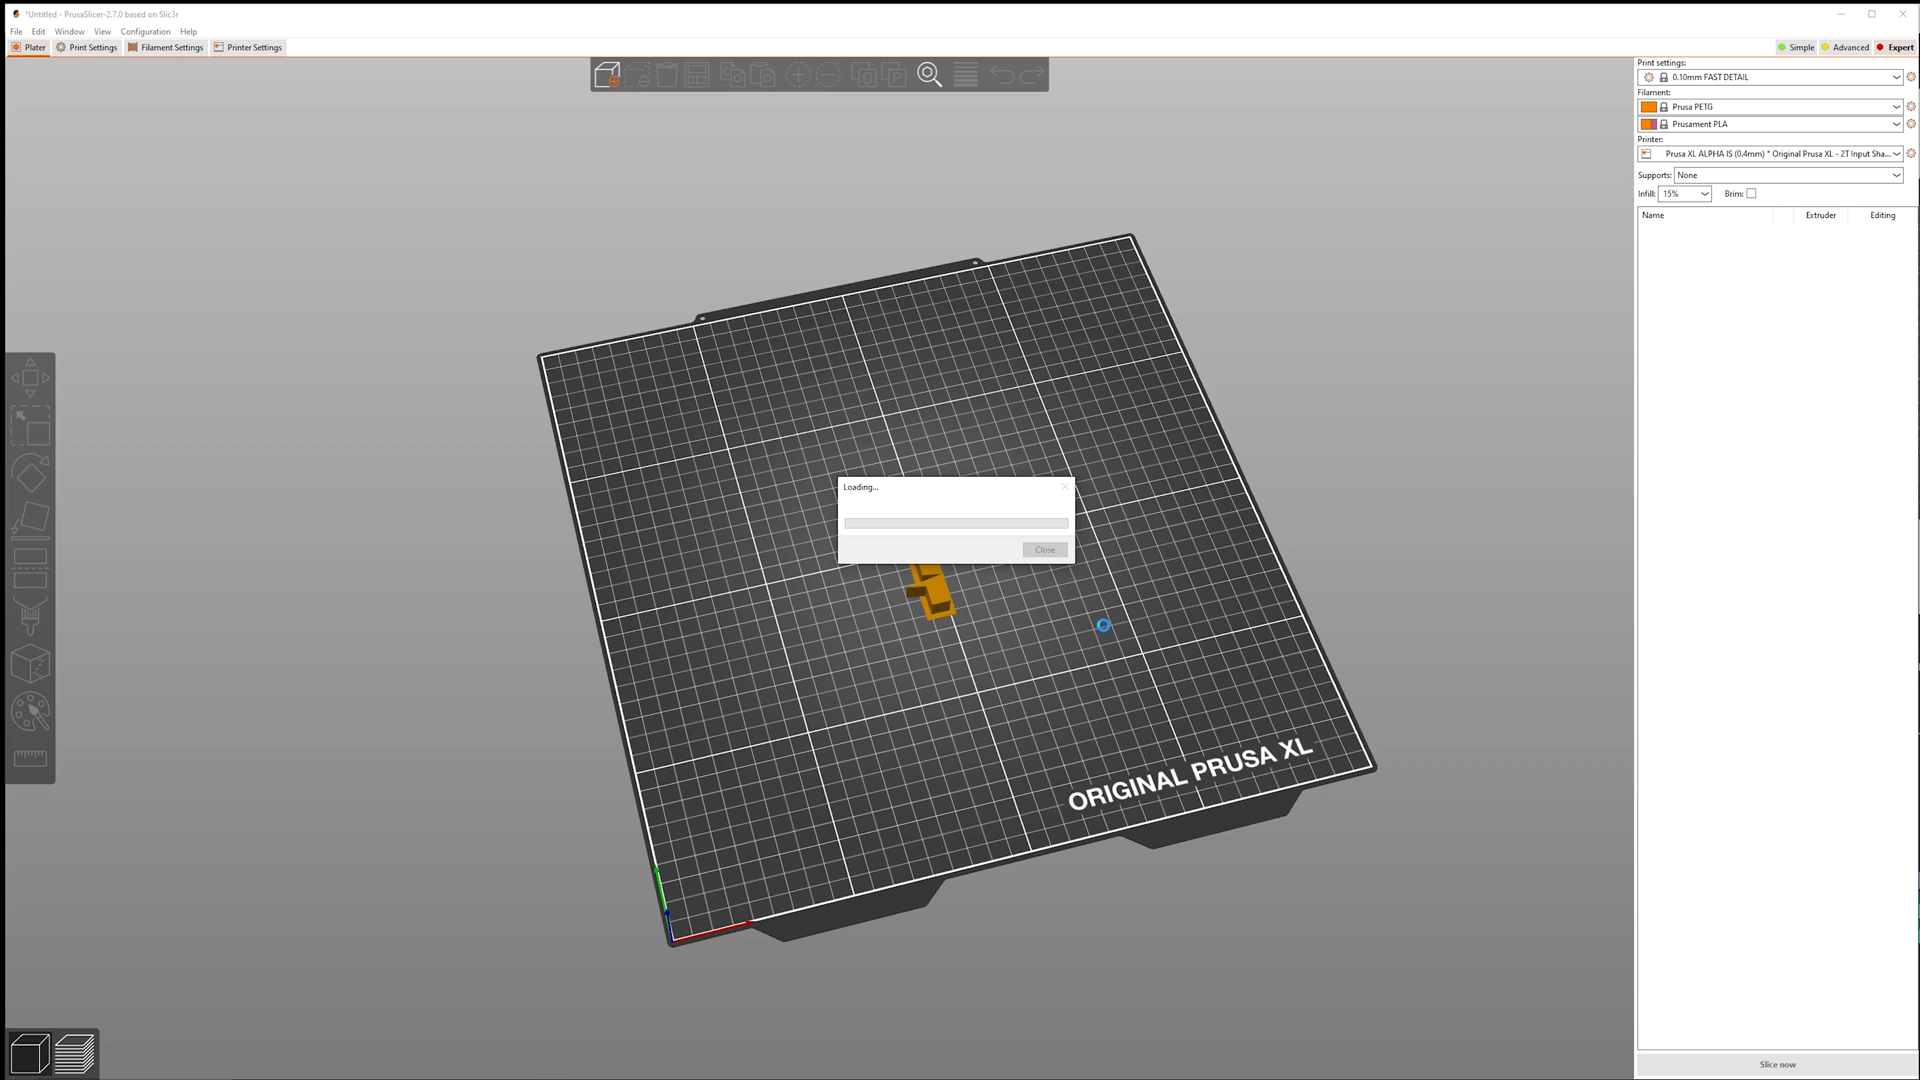 *Untitled - PrusaSlicer-2.7.0 based on Slic3r
File Edit Window View Configuration Help
Plater Print Settings Filament Settings Printer Settings
Simple Advanced Expert
Print settings:
0.10mm FAST DETAIL
Filament:
Prusa PETG
Prusament PLA
Printer:
Prusa XL ALPHA IS (0.4mm) * Original Prusa XL - 2T Input Sha...
Supports: None
Infill: 15% Brim:
Name Extruder Editing
Loading...
Close
ORIGINAL PRUSA XL
Slice now